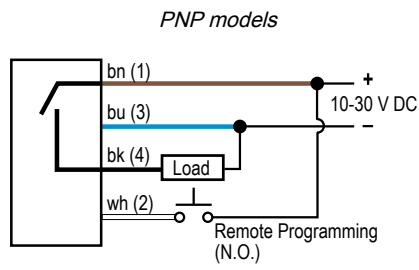 PNP models
bn (1)
+
10-30 V DC
bu (3)
–
bk (4)
Load
wh (2)
Remote Programming
(N.O.)